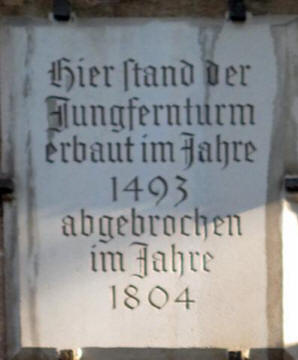 Hier ſtand der
Jungfernturm
erbaut im Jahre
1493
abgebrochen
im Jahre
1804